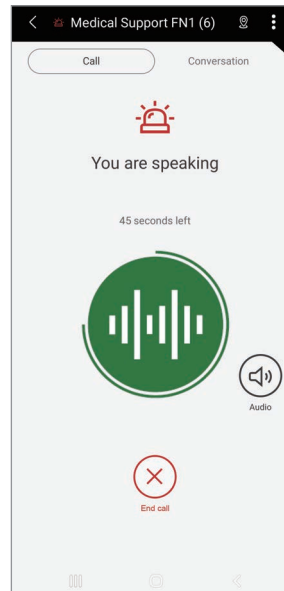 Medical Support FN1 (6)
Call
Conversation
You are speaking
45 seconds left
Audio
End call